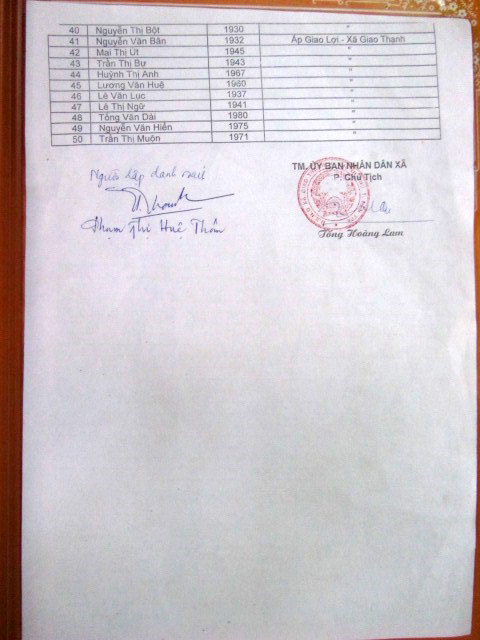 40 Nguyễn Thị Bột 1930 "
41 Nguyễn Văn Bân 1932 Ấp Giao Lợi - Xã Giao Thạnh
42 Mai Thị Út 1945 "
43 Trần Thị Bư 1943 "
44 Huỳnh Thị Anh 1967 "
45 Lương Văn Huê 1960 "
46 Lê Văn Lục 1937 "
47 Lê Thị Ngữ 1941 "
48 Tống Văn Dài 1980 "
49 Nguyễn Văn Hiền 1975 "
50 Trần Thị Muôn 1971 "
Người lập danh sách
Phạm Thị Huệ Thôn
TM. ỦY BAN NHÂN DÂN XÃ
P. Chủ Tịch
Tống Hoàng Lam